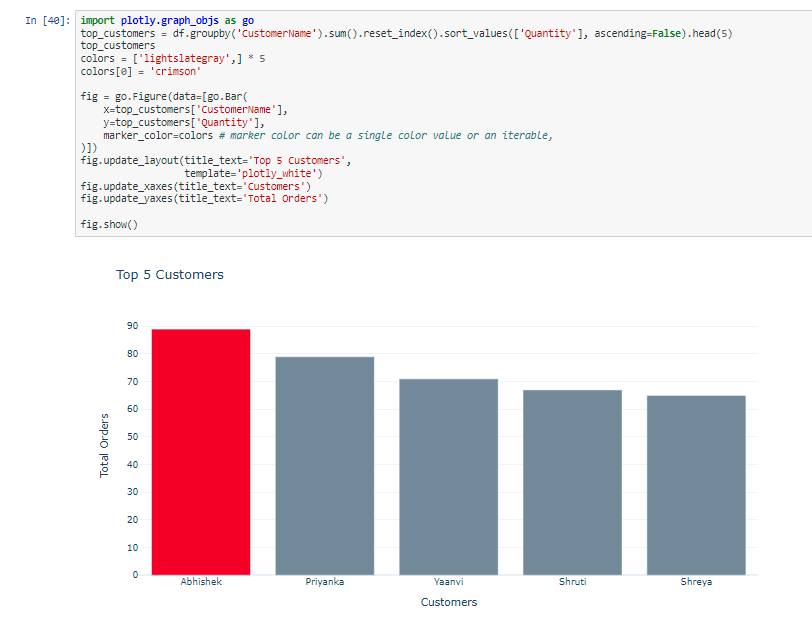 In [40]: import plotly.graph_objs as go
top_customers = df.groupby('CustomerName').sum().reset_index().sort_values(['Quantity'], ascending=False).head(5)
top_customers
colors = ['lightslategray',] * 5
colors[0] = 'crimson'
fig = go.Figure(data=[go.Bar(
x=top_customers['CustomerName'],
y=top_customers['Quantity'],
marker_color=colors # marker color can be a single color value or an iterable,
)])
fig.update_layout(title_text='Top 5 Customers',
template='plotly_white')
fig.update_xaxes(title_text='Customers')
fig.update_yaxes(title_text='Total Orders')
fig.show()
Top 5 Customers
90
80
70
60
50
40
30
20
10
0
Total Orders
Abhishek Priyanka Yaanvi Shruti Shreya
Customers